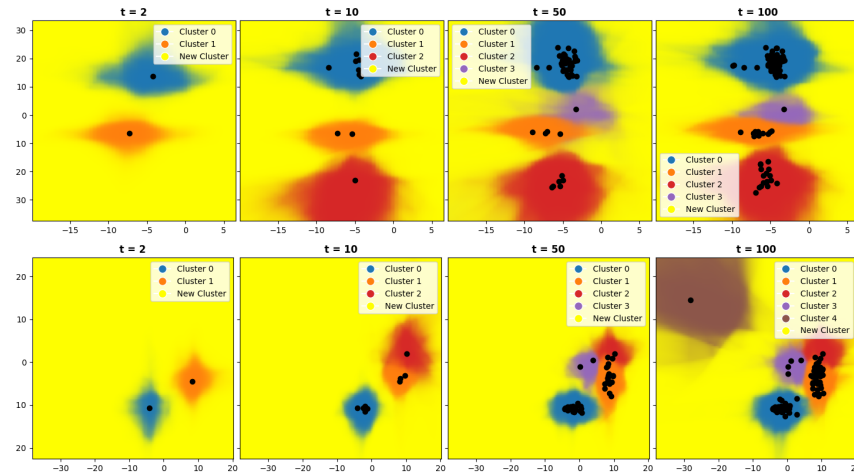 t = 2
t = 10
t = 50
t = 100
30
20
10
0
10
20
30
Cluster 0
Cluster 1
New Cluster
−15
−10
−5
0
5
Cluster 0
Cluster 1
Cluster 2
New Cluster
−15
−10
−5
0
5
Cluster 0
Cluster 1
Cluster 2
Cluster 3
New Cluster
−15
−10
−5
0
5
Cluster 0
Cluster 1
Cluster 2
Cluster 3
New Cluster
−15
−10
−5
0
5
t = 2
t = 10
t = 50
t = 100
20
10
0
10
20
Cluster 0
Cluster 1
New Cluster
−30
−20
−10
0
10
20
Cluster 0
Cluster 1
Cluster 2
New Cluster
−30
−20
−10
0
10
20
Cluster 0
Cluster 1
Cluster 2
Cluster 3
New Cluster
−30
−20
−10
0
10
20
Cluster 0
Cluster 1
Cluster 2
Cluster 3
Cluster 4
New Cluster
−30
−20
−10
0
10
20